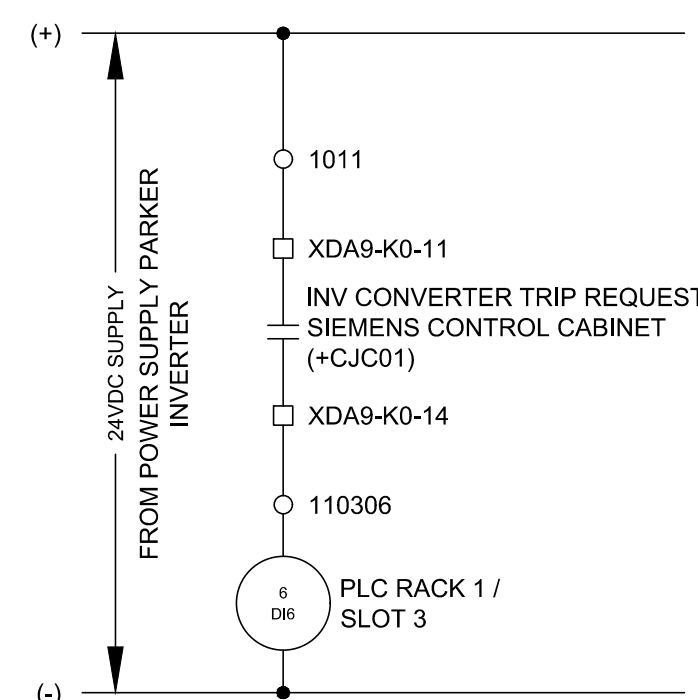 (+)
1011
XDA9-K0-11
INV CONVERTER TRIP REQUEST
SIEMENS CONTROL CABINET
(+CJC01)
XDA9-K0-14
110306
6
DI6
PLC RACK 1 /
SLOT 3
24VDC SUPPLY
FROM POWER SUPPLY PARKER
INVERTER
(-)